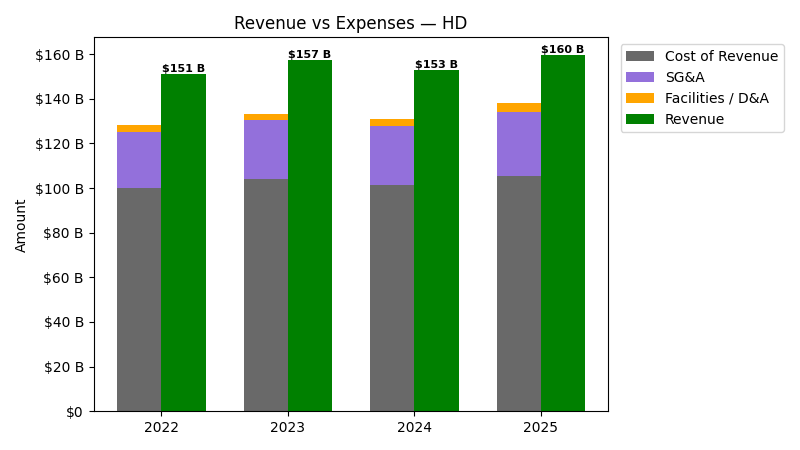 Revenue vs Expenses — HD
Amount
$160 B
$140 B
$120 B
$100 B
$80 B
$60 B
$40 B
$20 B
$0
$151 B
$157 B
$153 B
$160 B
2022
2023
2024
2025
Cost of Revenue
SG&A
Facilities / D&A
Revenue